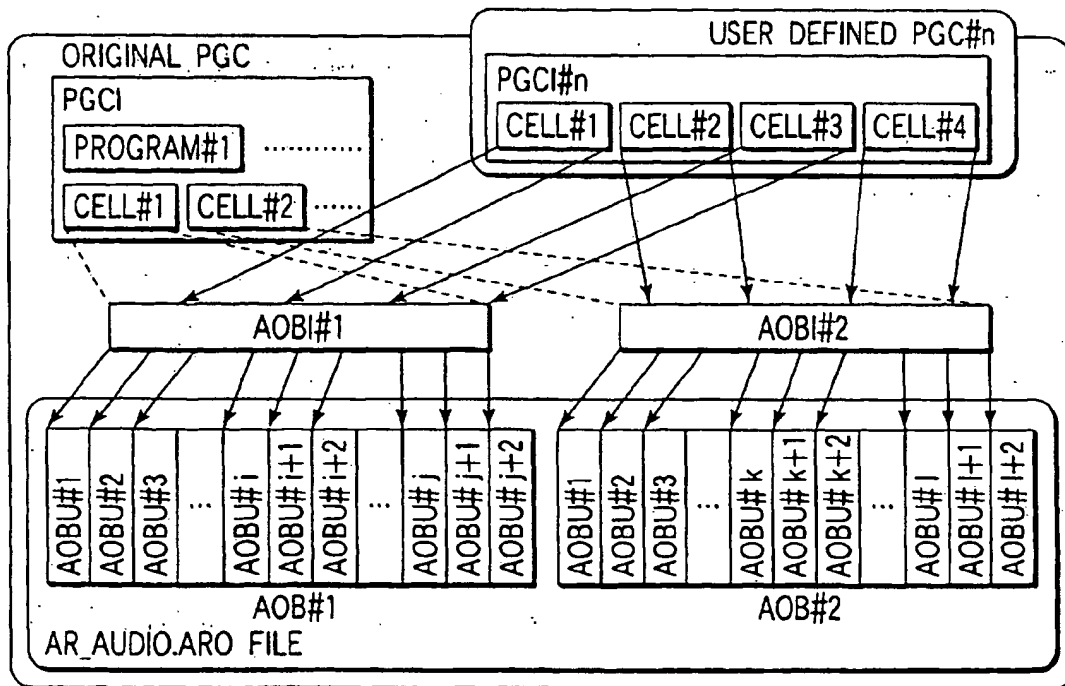 USER DEFINED PGC#n
ORIGINAL PGC
PGCI
PROGRAM#1 ............
CELL#1 CELL#2 ......
PGCI#n
CELL#1 CELL#2 CELL#3 CELL#4
AOBI#1 AOBI#2
AOBU#1 AOBU#2 AOBU#3 ... AOBU#i AOBU#i+1 AOBU#i+2 ... AOBU#j AOBU#j+1 AOBU#j+2
AOBU#1 AOBU#2 AOBU#3 ... AOBU#k AOBU#k+1 AOBU#k+2 ... AOBU#l AOBU#l+1 AOBU#l+2
AOB#1 AOB#2
AR_AUDIO.ARO FILE